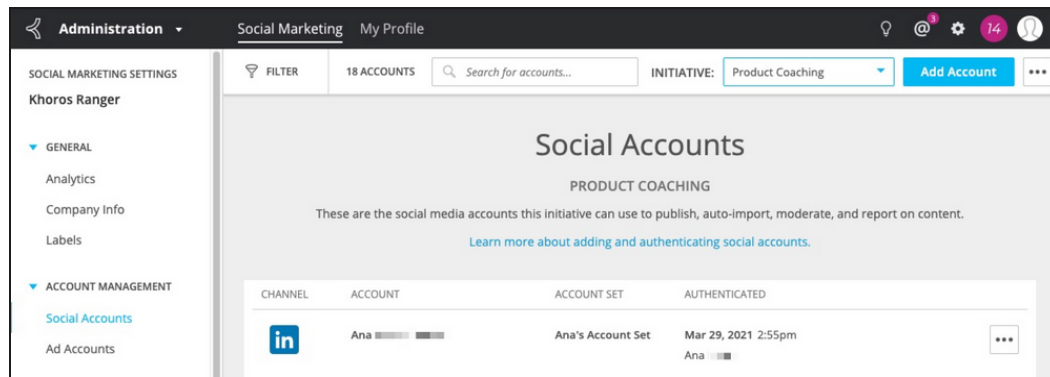 Administration
Social Marketing My Profile
3
14
SOCIAL MARKETING SETTINGS
Khoros Ranger
GENERAL
Analytics
Company Info
Labels
ACCOUNT MANAGEMENT
Social Accounts
Ad Accounts
FILTER
18 ACCOUNTS
Search for accounts...
INITIATIVE: Product Coaching
Add Account
Social Accounts
PRODUCT COACHING
These are the social media accounts this initiative can use to publish, auto-import, moderate, and report on content.
Learn more about adding and authenticating social accounts.
CHANNEL ACCOUNT ACCOUNT SET AUTHENTICATED
in Ana Ana's Account Set Mar 29, 2021 2:55pm
Ana